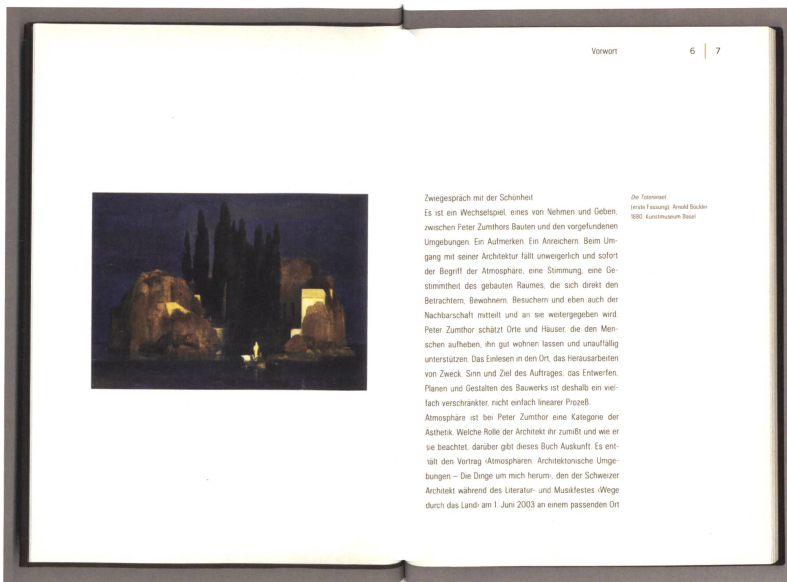 Vorwort
6 | 7
Zwiegespräch mit der Schönheit
Es ist ein Wechselspiel, eines von Nehmen und Geben,
zwischen Peter Zumthors Bauten und den vorgefundenen
Umgebungen. Ein Aufmerken. Ein Anreichern. Beim Um-
gang mit seiner Architektur fällt unweigerlich und sofort
der Begriff der Atmosphäre, eine Stimmung, eine Ge-
stimmtheit des gebauten Raumes, die sich direkt den
Betrachtern, Bewohnern, Besuchern und eben auch der
Nachbarschaft mitteilt und an sie weitergegeben wird.
Peter Zumthor schätzt Orte und Häuser, die den Men-
schen aufheben, ihn gut wohnen lassen und unauffällig
unterstützen. Das Einlesen in den Ort, das Herausarbeiten
von Zweck, Sinn und Ziel des Auftrages, das Entwerfen,
Planen und Gestalten des Bauwerks ist deshalb ein viel-
fach verschränkter, nicht einfach linearer Prozeß.
Atmosphäre ist bei Peter Zumthor eine Kategorie der
Ästhetik. Welche Rolle der Architekt ihr zumißt und wie er
sie beachtet, darüber gibt dieses Buch Auskunft. Es ent-
hält den Vortrag ‹Atmosphären. Architektonische Umge-
bungen – Die Dinge um mich herum›, den der Schweizer
Architekt während des Literatur- und Musikfestes ‹Wege
durch das Land› am 1. Juni 2003 an einem passenden Ort
Die Toteninsel
(erste Fassung), Arnold Böcklin
1880, Kunstmuseum Basel